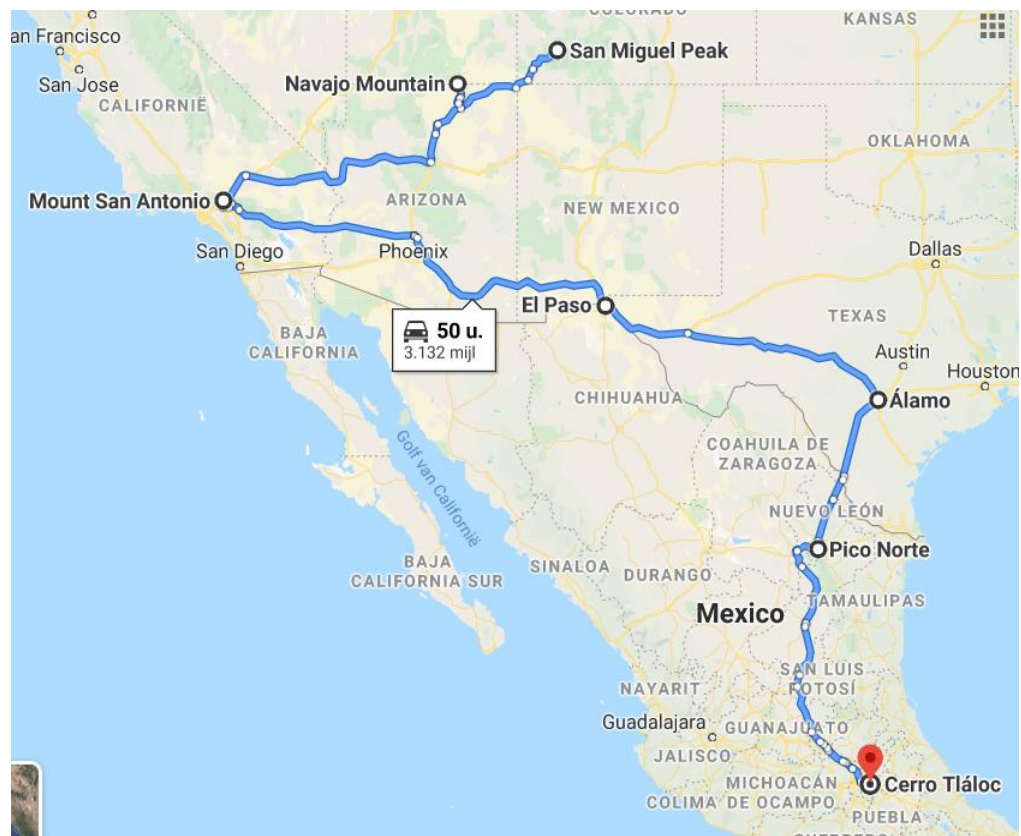 COLORADO
KANSAS
an Francisco
San Miguel Peak
San Jose
Navajo Mountain
CALIFORNIË
OKLAHOMA
Mount San Antonio
ARIZONA
NEW MEXICO
San Diego
Phoenix
Dallas
El Paso
TEXAS
50 u.
3.132 mijl
BAJA
CALIFORNIA
Austin
Houston
CHIHUAHUA
Álamo
Golf van Californië
COAHUILA DE
ZARAGOZA
NUEVO LEÓN
Pico Norte
BAJA
CALIFORNIA SUR
SINALOA
DURANGO
TAMAULIPAS
Mexico
SAN LUIS
POTOSÍ
NAYARIT
Guadalajara
GUANAJUATO
JALISCO
MICHOACÁN
Cerro Tláloc
COLIMA
DE OCAMPO
PUEBLA
GUERRERO